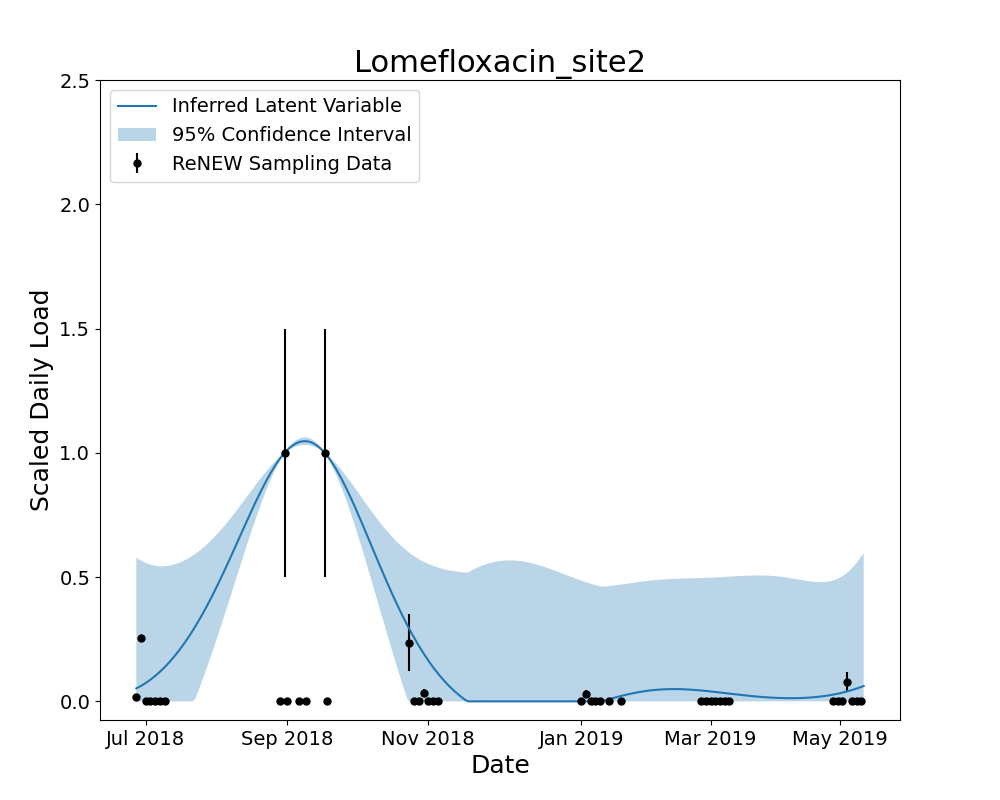 Lomefloxacin_site2
2.5
2.0
1.5
1.0
0.5
0.0
Scaled Daily Load
Inferred Latent Variable
95% Confidence Interval
ReNEW Sampling Data
Jul 2018
Sep 2018
Nov 2018
Jan 2019
Mar 2019
May 2019
Date